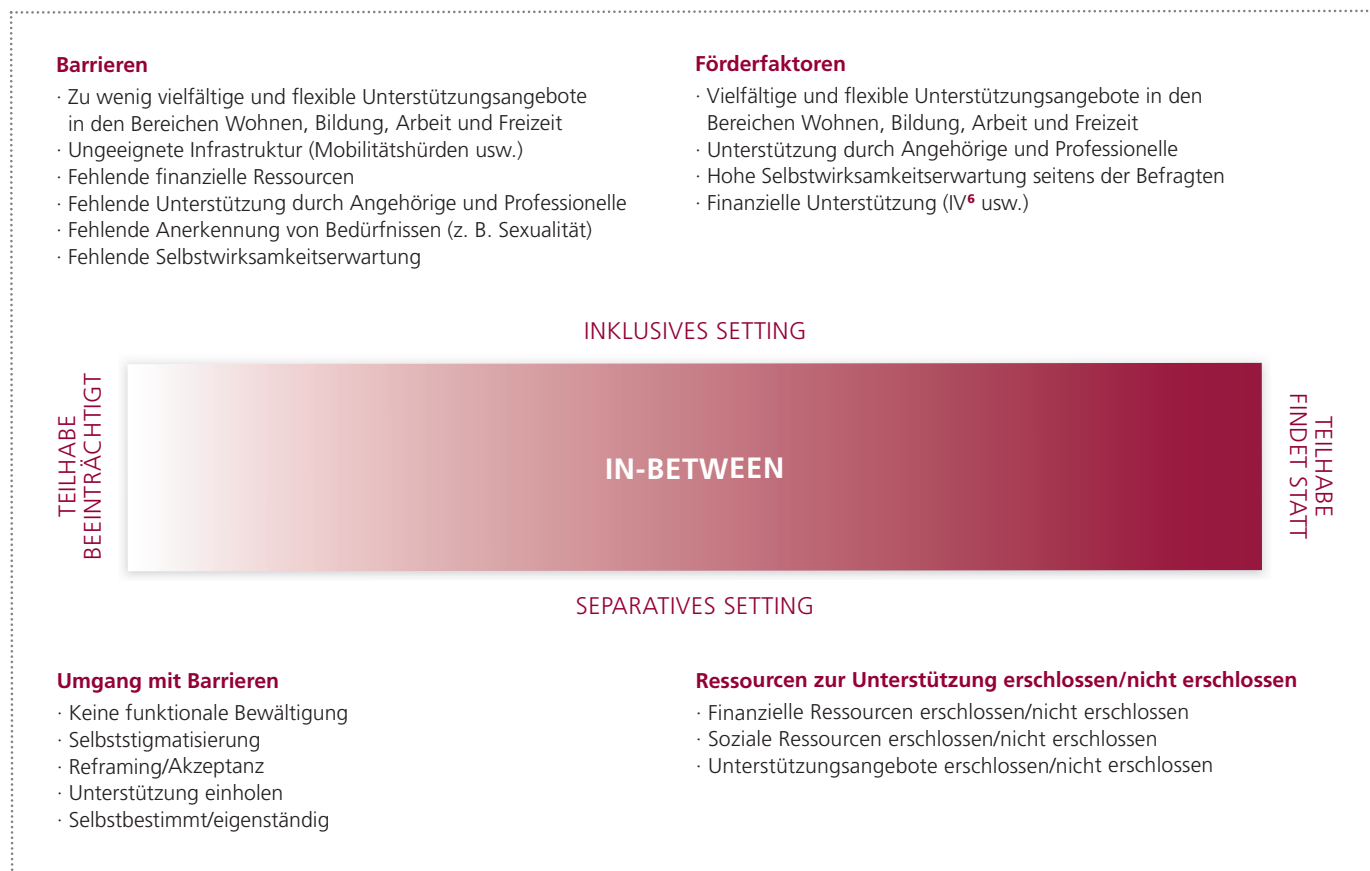 Barrieren
· Zu wenig vielfältige und flexible Unterstützungsangebote
in den Bereichen Wohnen, Bildung, Arbeit und Freizeit
· Ungeeignete Infrastruktur (Mobilitätshürden usw.)
· Fehlende finanzielle Ressourcen
· Fehlende Unterstützung durch Angehörige und Professionelle
· Fehlende Anerkennung von Bedürfnissen (z. B. Sexualität)
· Fehlende Selbstwirksamkeitserwartung
Förderfaktoren
· Vielfältige und flexible Unterstützungsangebote in den
Bereichen Wohnen, Bildung, Arbeit und Freizeit
· Unterstützung durch Angehörige und Professionelle
· Hohe Selbstwirksamkeitserwartung seitens der Befragten
· Finanzielle Unterstützung (IV⁶ usw.)
INKLUSIVES SETTING
TEILHABE
BEEINTRÄCHTIGT
IN-BETWEEN
TEILHABE
FINDET STATT
SEPARATIVES SETTING
Umgang mit Barrieren
· Keine funktionale Bewältigung
· Selbststigmatisierung
· Reframing/Akzeptanz
· Unterstützung einholen
· Selbstbestimmt/eigenständig
Ressourcen zur Unterstützung erschlossen/nicht erschlossen
· Finanzielle Ressourcen erschlossen/nicht erschlossen
· Soziale Ressourcen erschlossen/nicht erschlossen
· Unterstützungsangebote erschlossen/nicht erschlossen